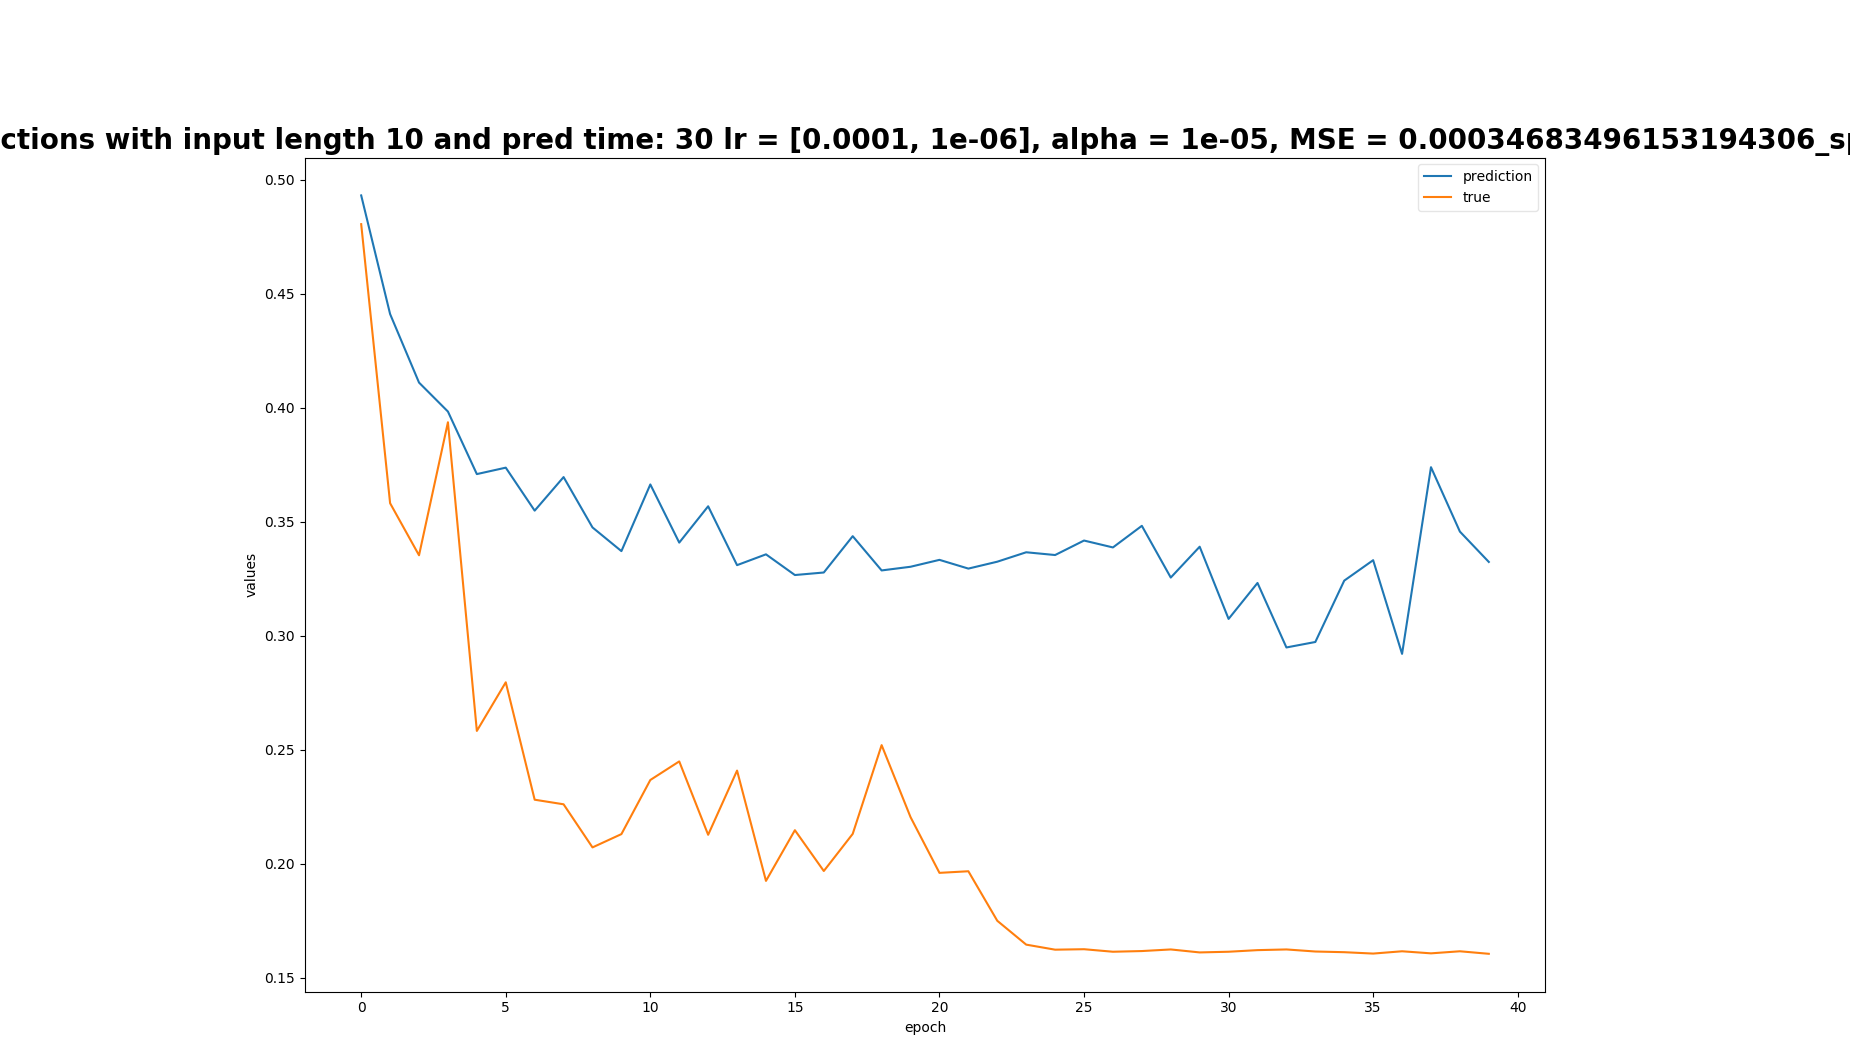 ctions with input length 10 and pred time: 30 lr = [0.0001, 1e-06], alpha = 1e-05, MSE = 0.00034683496153194306_sp
prediction
true
0.50
0.45
0.40
0.35
0.30
0.25
0.20
0.15
values
0 5 10 15 20 25 30 35 40
epoch